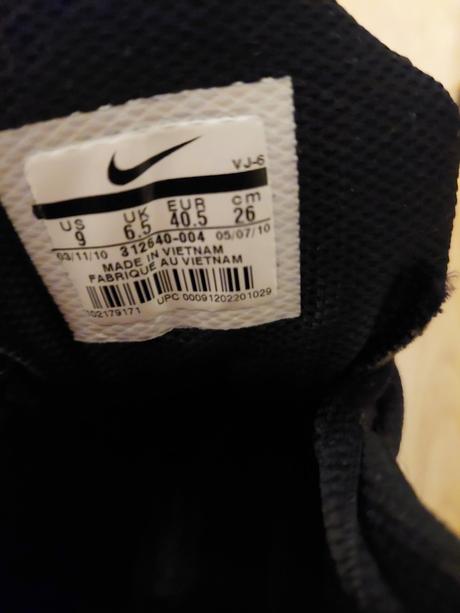 VJ-6
US UK EUR cm
9 6.5 40.5 26
03/11/10 312640-004 05/07/10
MADE IN VIETNAM
FABRIQUE AU VIETNAM
UPC 00091202201029
102179171